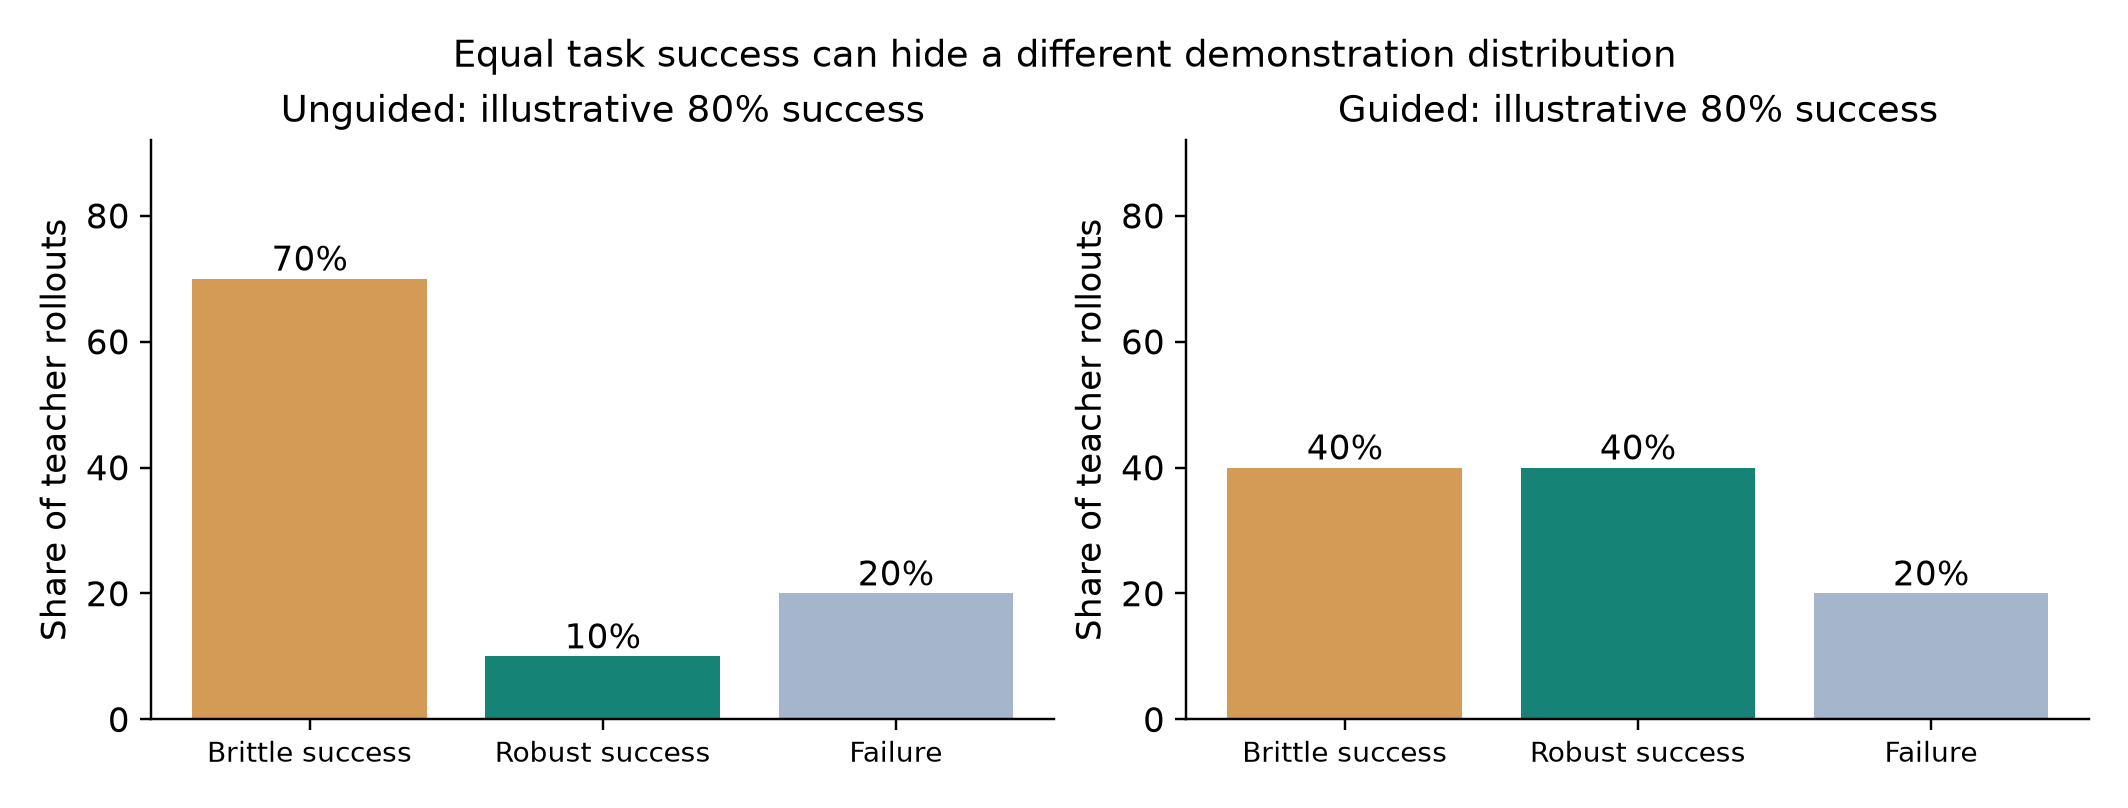 Equal task success can hide a different demonstration distribution
Unguided: illustrative 80% success
Share of teacher rollouts
80
60
40
20
0
70%
10%
20%
Brittle success
Robust success
Failure
Guided: illustrative 80% success
Share of teacher rollouts
80
60
40
20
0
40%
40%
20%
Brittle success
Robust success
Failure